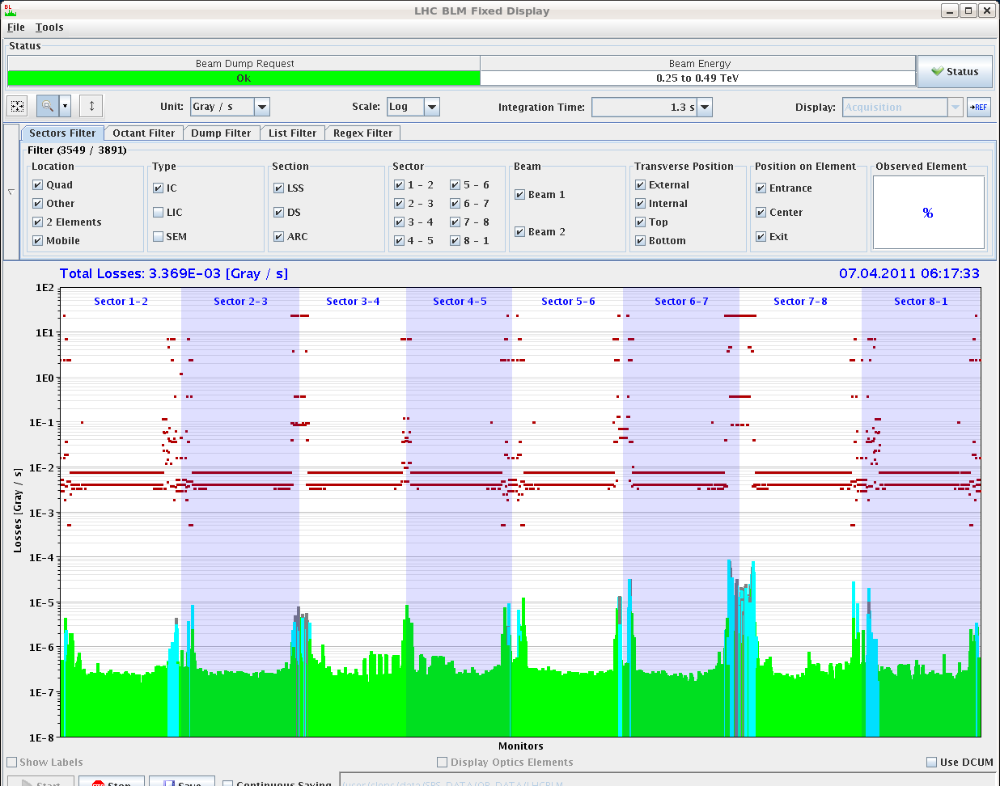 BL
LHC BLM Fixed Display
File Tools
Status
Beam Dump Request Beam Energy
Ok 0.25 to 0.49 TeV
Status
Unit: Gray / s Scale: Log Integration Time: 1.3 s Display: Acquisition →REF
Sectors Filter Octant Filter Dump Filter List Filter Regex Filter
Filter (3549 / 3891)
Location Type Section Sector Beam Transverse Position Position on Element Observed Element
Quad IC LSS 1 - 2 5 - 6 Beam 1 External Entrance
Other LIC DS 2 - 3 6 - 7 Beam 2 Internal Center %
2 Elements SEM ARC 3 - 4 7 - 8 Top Exit
Mobile 4 - 5 8 - 1 Bottom
Total Losses: 3.369E-03 [Gray / s] 07.04.2011 06:17:33
Sector 1-2 Sector 2-3 Sector 3-4 Sector 4-5 Sector 5-6 Sector 6-7 Sector 7-8 Sector 8-1
1E2
1E1
1E0
1E-1
1E-2
1E-3
1E-4
1E-5
1E-6
1E-7
1E-8
Losses [Gray / s]
Monitors
Show Labels Display Optics Elements Use DCUM
Start Stop Save Continuous Saving /user/slops/data/SPS_DATA/OP_DATA/LHCBLM